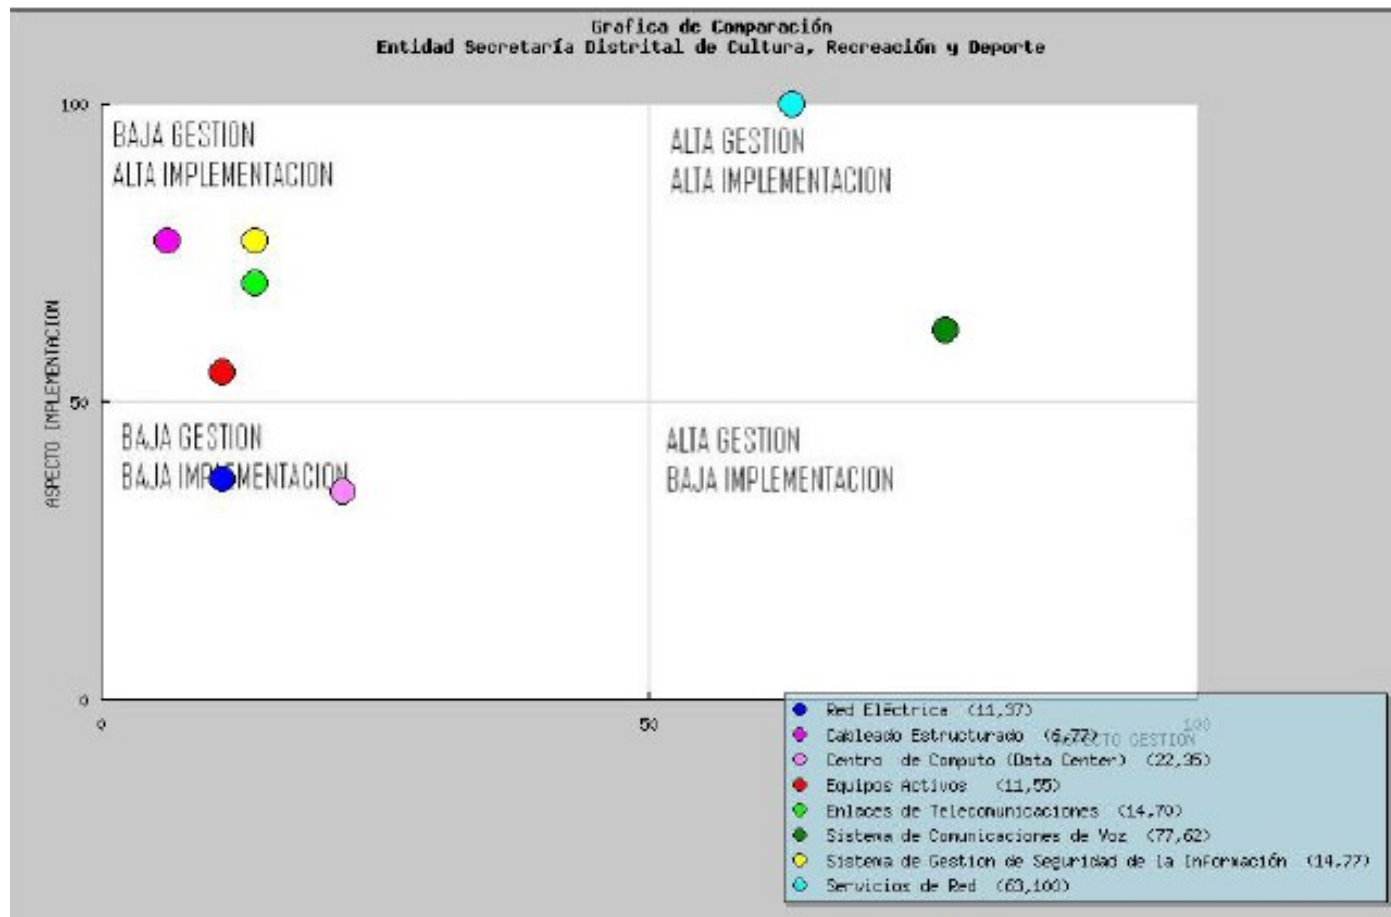 Grafica de Comparación
Entidad Secretaría Distrital de Cultura, Recreación y Deporte
100
BAJA GESTION
ALTA IMPLEMENTACION
ALTA GESTION
ALTA IMPLEMENTACION
ASPECTO IMPLEMENTACION
50
BAJA GESTION
BAJA IMPLEMENTACION
ALTA GESTION
BAJA IMPLEMENTACION
0
0
50
100
ASPECTO GESTION
Red Eléctrica (11,37)
Cableado Estructurado (6,77)
Centro de Computo (Data Center) (22,35)
Equipos Activos (11,55)
Enlaces de Telecomunicaciones (14,70)
Sistema de Comunicaciones de Voz (77,62)
Sistema de Gestion de Seguridad de la Información (14,77)
Servicios de Red (63,100)